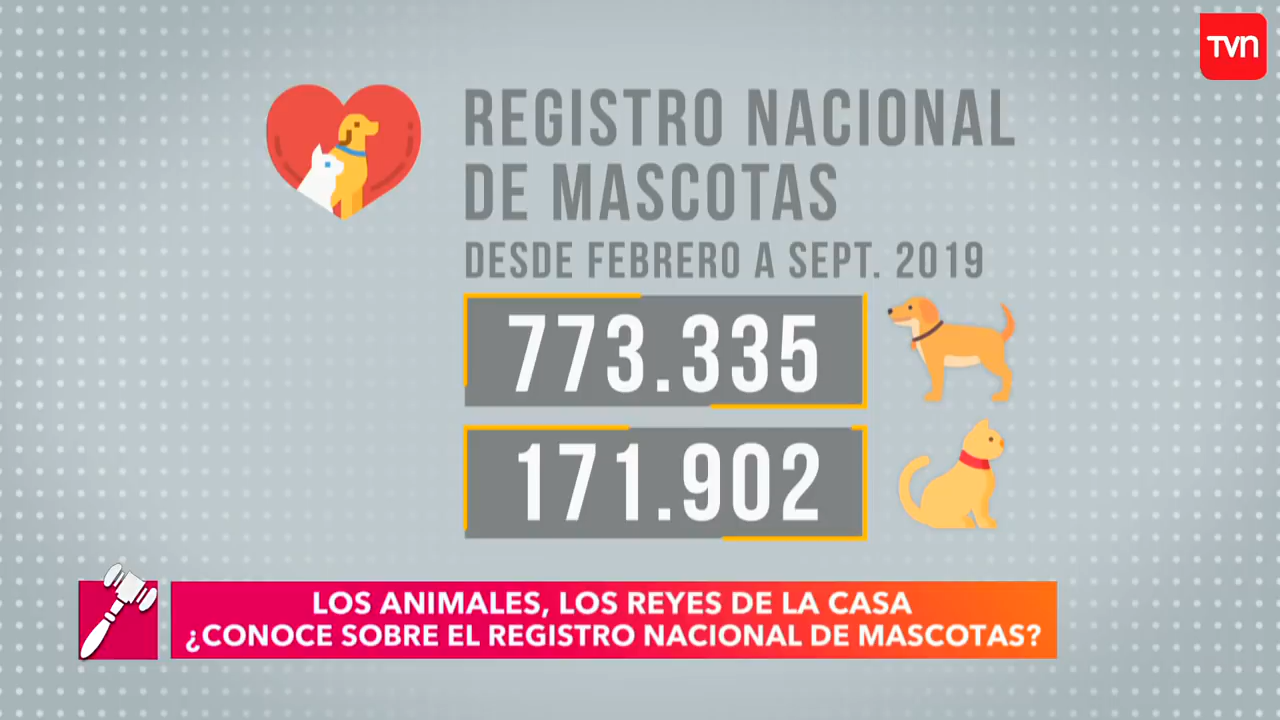 TVN
REGISTRO NACIONAL
DE MASCOTAS
DESDE FEBRERO A SEPT. 2019
773.335
171.902
LOS ANIMALES, LOS REYES DE LA CASA
¿CONOCE SOBRE EL REGISTRO NACIONAL DE MASCOTAS?